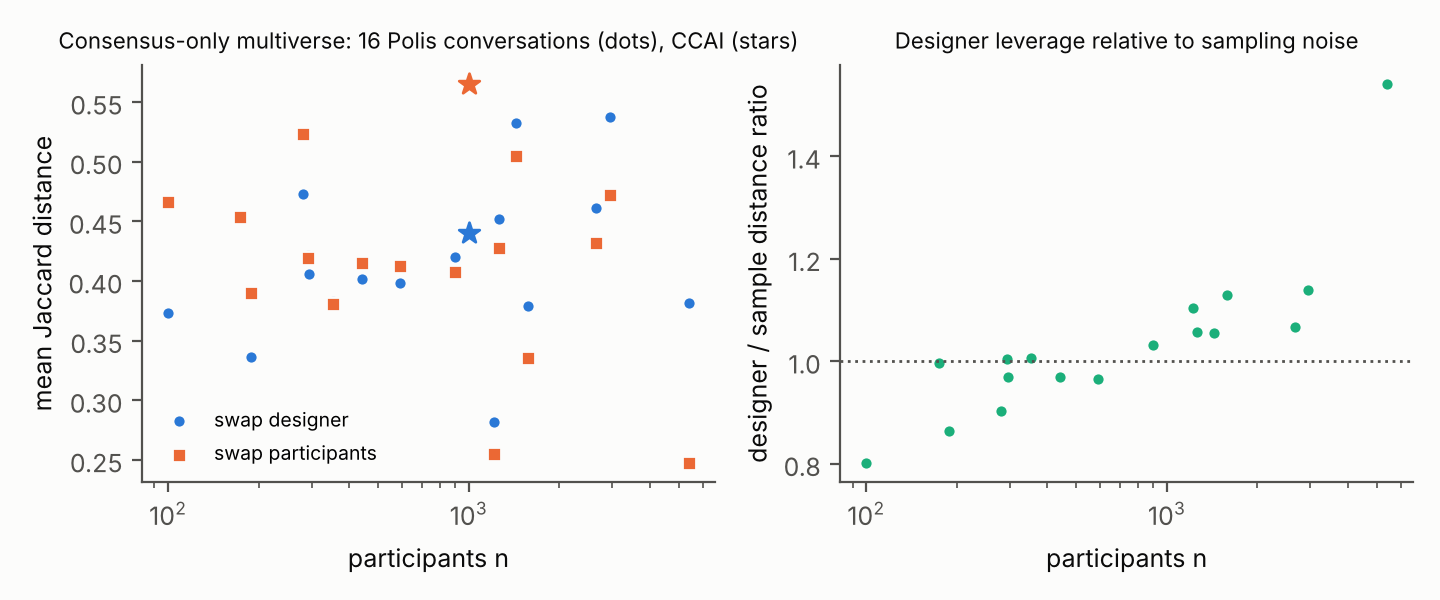 Consensus-only multiverse: 16 Polis conversations (dots), CCAI (stars)
mean Jaccard distance
0.55
0.50
0.45
0.40
0.35
0.30
0.25
swap designer
swap participants
10²
10³
participants n
Designer leverage relative to sampling noise
designer / sample distance ratio
1.4
1.2
1.0
0.8
10²
10³
participants n